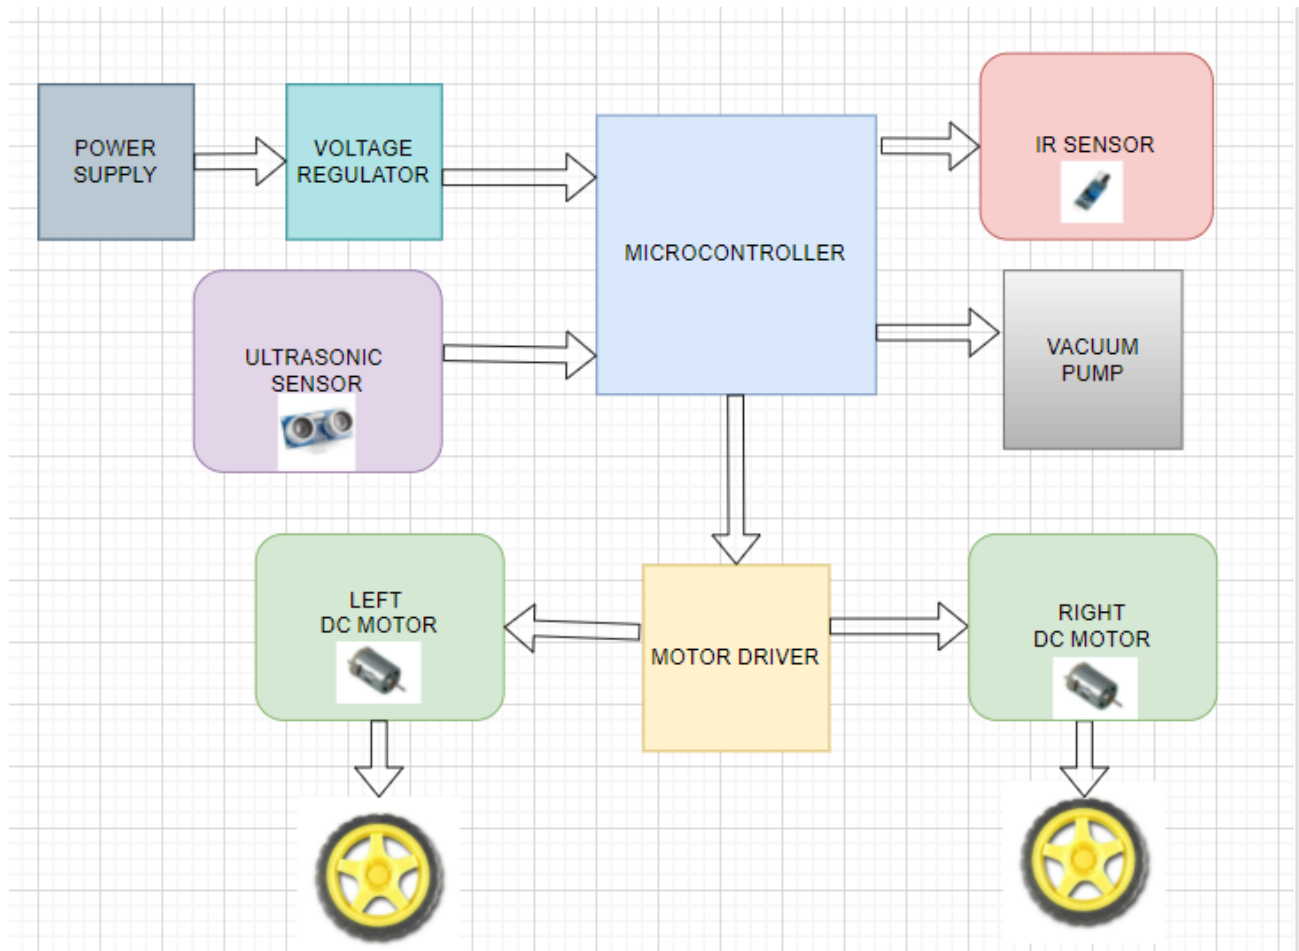 POWER
SUPPLY
VOLTAGE
REGULATOR
MICROCONTROLLER
IR SENSOR
ULTRASONIC
SENSOR
VACUUM
PUMP
LEFT
DC MOTOR
MOTOR DRIVER
RIGHT
DC MOTOR